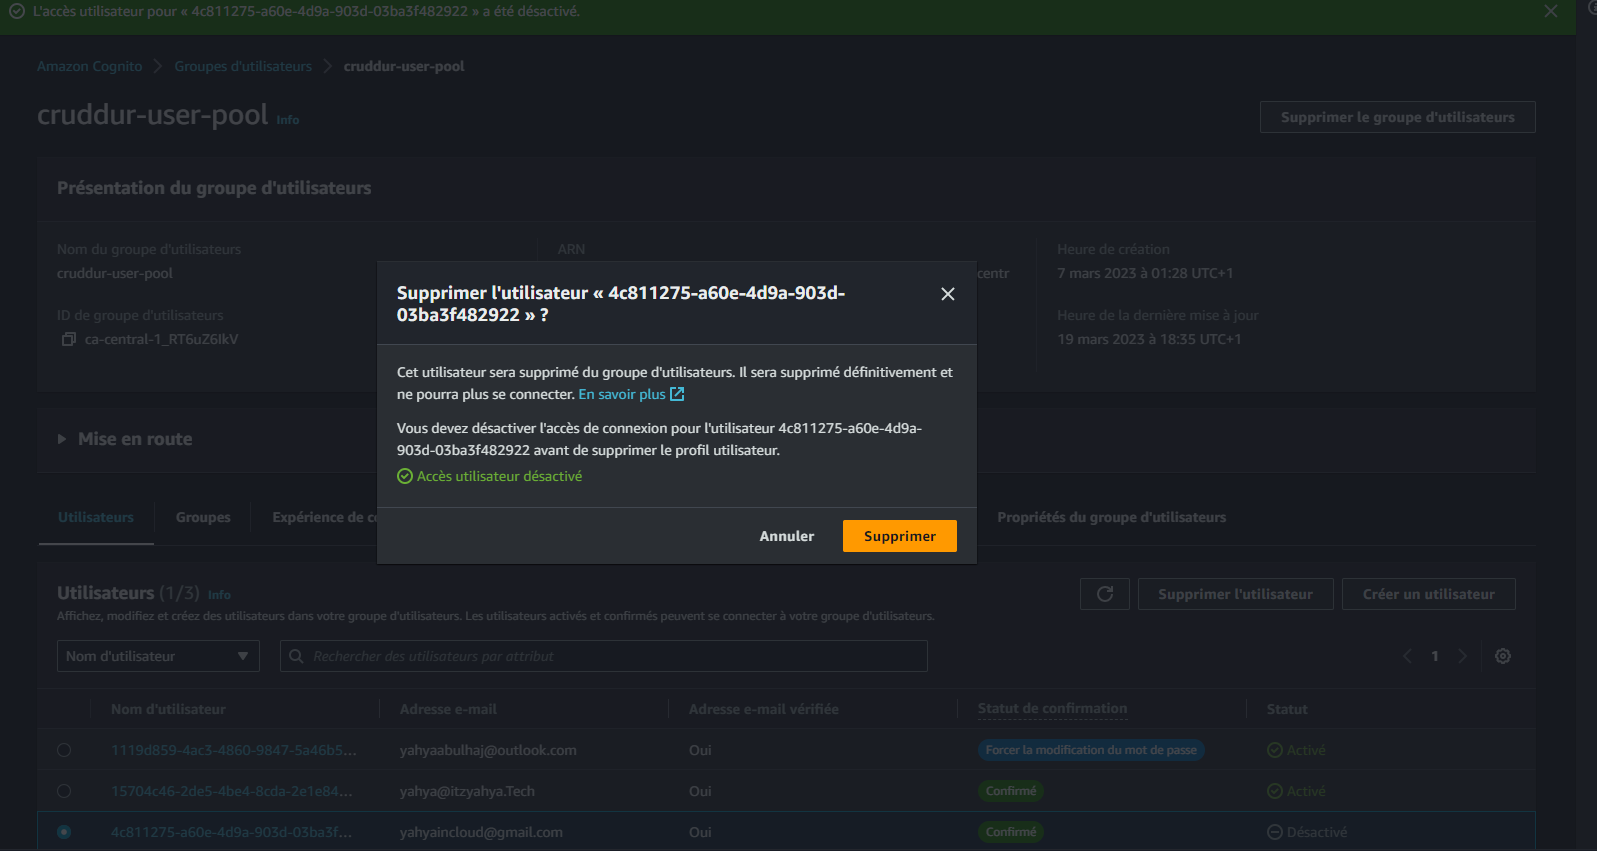 L'accès utilisateur pour « 4c811275-a60e-4d9a-903d-03ba3f482922 » a été désactivé.
Amazon Cognito
Groupes d'utilisateurs
cruddur-user-pool
cruddur-user-pool Info
Supprimer le groupe d'utilisateurs
Présentation du groupe d'utilisateurs
Nom du groupe d'utilisateurs
cruddur-user-pool
ID de groupe d'utilisateurs
ca-central-1_RT6uZ6IkV
ARN
centr
Heure de création
7 mars 2023 à 01:28 UTC+1
Heure de la dernière mise à jour
19 mars 2023 à 18:35 UTC+1
Supprimer l'utilisateur « 4c811275-a60e-4d9a-903d-
03ba3f482922 » ?
Cet utilisateur sera supprimé du groupe d'utilisateurs. Il sera supprimé définitivement et
ne pourra plus se connecter. En savoir plus
Vous devez désactiver l'accès de connexion pour l'utilisateur 4c811275-a60e-4d9a-
903d-03ba3f482922 avant de supprimer le profil utilisateur.
Accès utilisateur désactivé
Annuler
Supprimer
Mise en route
Utilisateurs
Groupes
Expérience de c
Propriétés du groupe d'utilisateurs
Utilisateurs (1/3) Info
Affichez, modifiez et créez des utilisateurs dans votre groupe d'utilisateurs. Les utilisateurs activés et confirmés peuvent se connecter à votre groupe d'utilisateurs.
Supprimer l'utilisateur
Créer un utilisateur
Nom d'utilisateur
Rechercher des utilisateurs par attribut
1
Nom d'utilisateur
Adresse e-mail
Adresse e-mail vérifiée
Statut de confirmation
Statut
1119d859-4ac3-4860-9847-5a46b5...
yahyaabulhaj@outlook.com
Oui
Forcer la modification du mot de passe
Activé
15704c46-2de5-4be4-8cda-2e1e84...
yahya@itzyahya.Tech
Oui
Confirmé
Activé
4c811275-a60e-4d9a-903d-03ba3f...
yahyaincloud@gmail.com
Oui
Confirmé
Désactivé